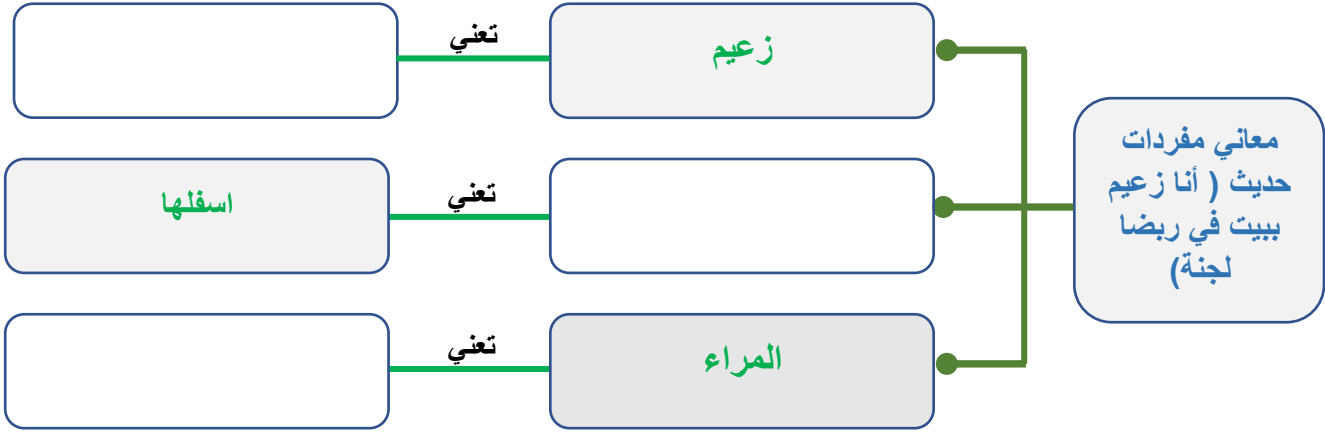 معاني مفردات
حديث ( أنا زعيم
ببيت في ربضا
لجنة)
زعيم
تعني
تعني
اسفلها
المراء
تعني